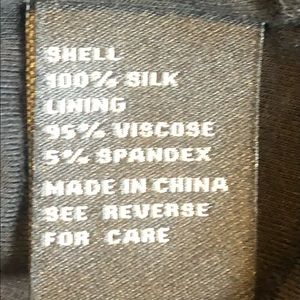 SHELL
100% SILK
LINING
95% VISCOSE
5% SPANDEX
MADE IN CHINA
SEE REVERSE
FOR CARE